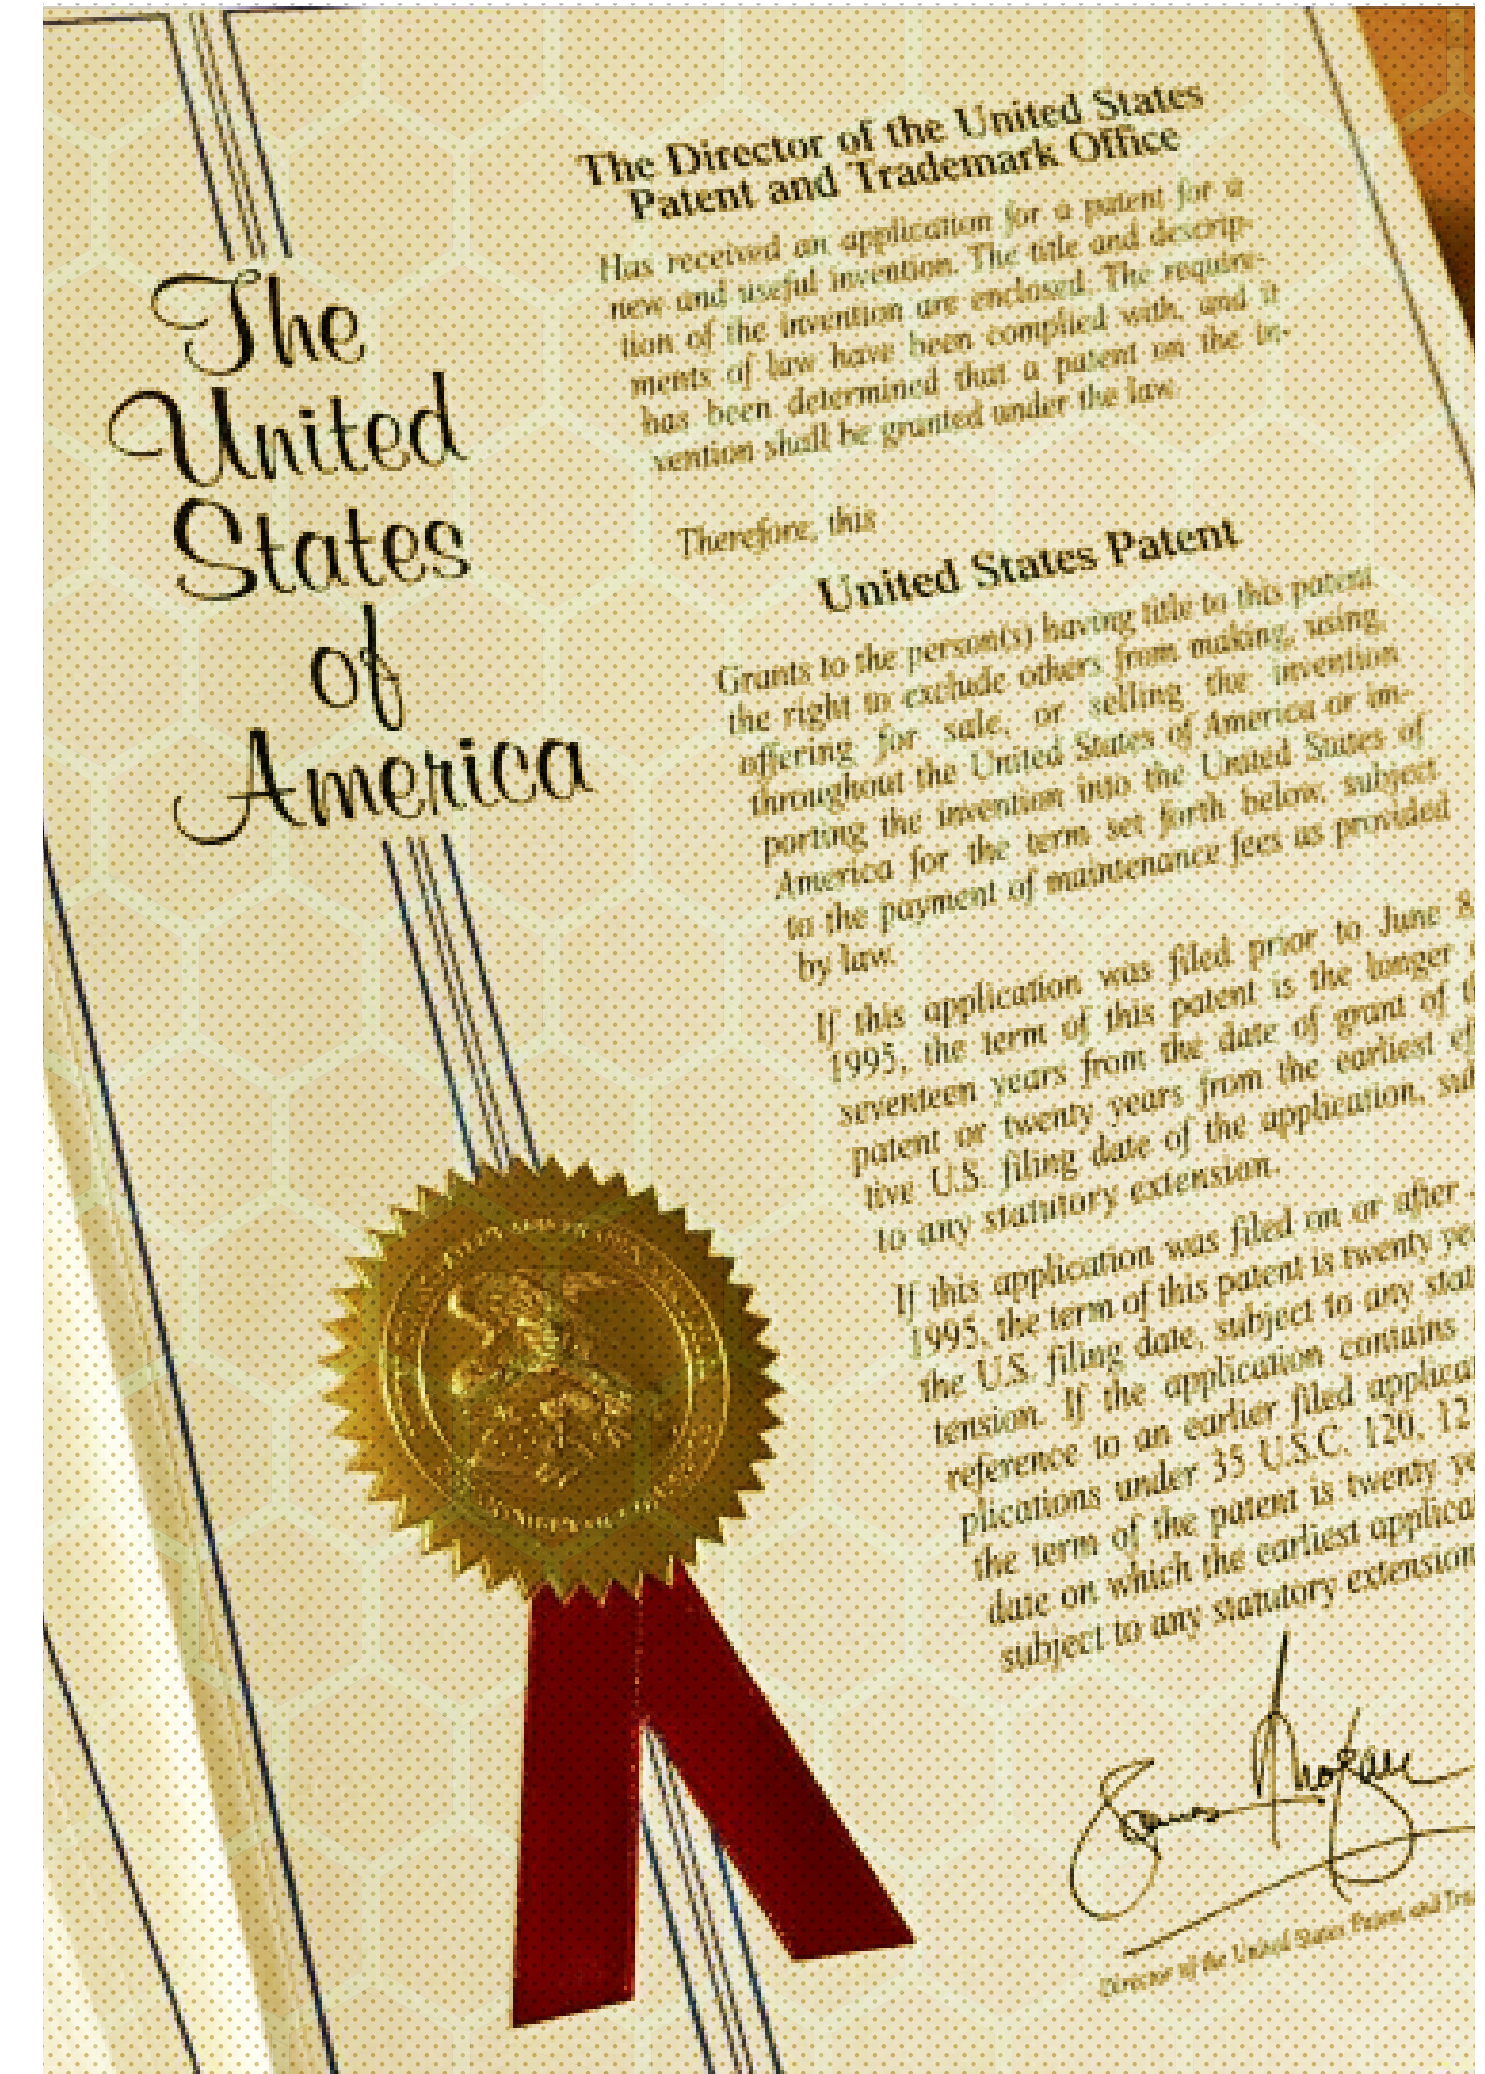 The
United
States
of
America
The Director of the United States
Patent and Trademark Office
Has received an application for a patent for a
new and useful invention. The title and descrip-
tion of the invention are enclosed. The require-
ments of law have been complied with, and it
has been determined that a patent on the in-
vention shall be granted under the law.
Therefore, this
United States Patent
Grants to the person(s) having title to this patent
the right to exclude others from making, using,
offering for sale, or selling the invention
throughout the United States of America or im-
porting the invention into the United States of
America for the term set forth below, subject
to the payment of maintenance fees as provided
by law.
If this application was filed prior to June 8,
1995, the term of this patent is the longer
seventeen years from the date of grant of
patent or twenty years from the earliest
tive U.S. filing date of the application,
to any statutory extension.
If this application was filed on or after
1995, the term of this patent is twenty
the U.S. filing date, subject to any
tension. If the application contains
reference to an earlier filed
plications under 35 U.S.C. 120,
the term of the patent is twenty
date on which the earliest
subject to any statutory extension
Director of the United States Patent and